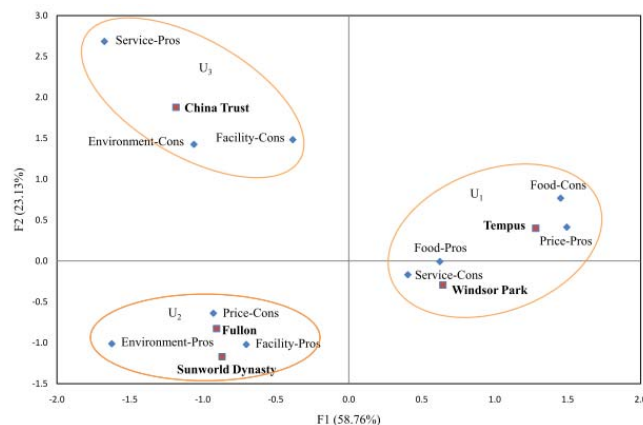 3.0
2.5
2.0
1.5
1.0
0.5
0.0
-0.5
-1.0
-1.5
F2 (23.13%)
Service-Pros
U3
China Trust
Environment-Cons
Facility-Cons
Food-Cons
U1
Tempus
Price-Pros
Food-Pros
Service-Cons
Windsor Park
U2
Price-Cons
Fullon
Environment-Pros
Facility-Pros
Sunworld Dynasty
-2.0 -1.5 -1.0 -0.5 0.0 0.5 1.0 1.5 2.0
F1 (58.76%)